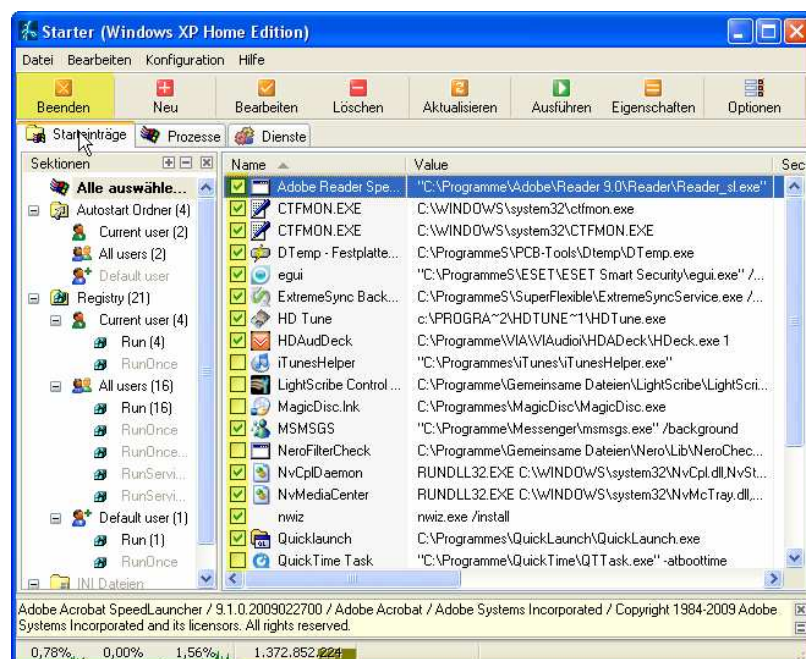 Starter (Windows XP Home Edition)
Datei Bearbeiten Konfiguration Hilfe
Beenden Neu Bearbeiten Löschen Aktualisieren Ausführen Eigenschaften Optionen
Starteinträge Prozesse Dienste
Sektionen
Alle auswähle...
Autostart Ordner (4)
Current user (2)
All users (2)
Default user
Registry (21)
Current user (4)
Run (4)
RunOnce
All users (16)
Run (16)
RunOnce
RunOnce...
RunServi...
RunServi...
Default user (1)
Run (1)
RunOnce
INI Dateien
Name Value Sec
Adobe Reader Spe... "C:\Programme\Adobe\Reader 9.0\Reader\Reader_sl.exe"
CTFMON.EXE C:\WINDOWS\system32\ctfmon.exe
CTFMON.EXE C:\WINDOWS\system32\CTFMON.EXE
DTemp - Festplatte... C:\ProgrammeS\PCB-Tools\Dtemp\DTemp.exe
egui "C:\ProgrammeS\ESET\ESET Smart Security\egui.exe" /...
ExtremeSync Back... C:\ProgrammeS\SuperFlexible\ExtremeSyncService.exe /...
HD Tune c:\PROGRA~2\HDTUNE~1\HDTune.exe
HDAudDeck C:\Programme\VIA\VIAudioi\HDADeck\HDeck.exe 1
iTunesHelper "C:\Programmes\iTunes\iTunesHelper.exe"
LightScribe Control ... C:\Programme\Gemeinsame Dateien\LightScribe\LightScri...
MagicDisc.lnk C:\Programmes\MagicDisc\MagicDisc.exe
MSMSGS "C:\Programme\Messenger\msmsgs.exe" /background
NeroFilterCheck C:\Programme\Gemeinsame Dateien\Nero\Lib\NeroChec...
NvCplDaemon RUNDLL32.EXE C:\WINDOWS\system32\NvCpl.dll,NvSt...
NvMediaCenter RUNDLL32.EXE C:\WINDOWS\system32\NvMcTray.dll,...
nwiz nwiz.exe /install
Quicklaunch C:\Programmes\QuickLaunch\QuickLaunch.exe
QuickTime Task "C:\Programme\QuickTime\QTTask.exe" -atboottime
Adobe Acrobat SpeedLauncher / 9.1.0.2009022700 / Adobe Acrobat / Adobe Systems Incorporated / Copyright 1984-2009 Adobe
Systems Incorporated and its licensors. All rights reserved.
0,78% 0,00% 1,56% 1.372.852.224